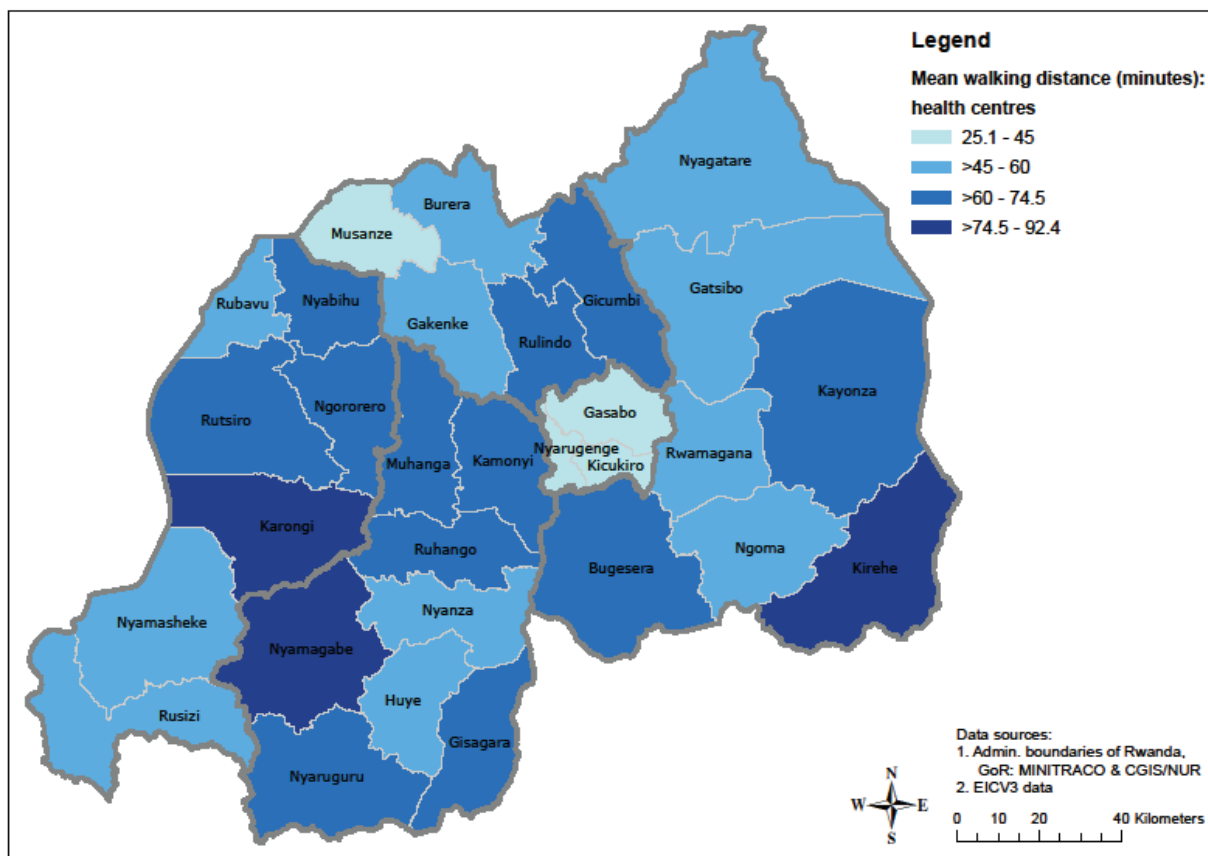 Legend
Mean walking distance (minutes):
health centres
25.1 - 45
>45 - 60
>60 - 74.5
>74.5 - 92.4
Nyagatare
Burera
Musanze
Rubavu
Nyabihu
Gatsibo
Gicumbi
Gakenke
Rulindo
Kayonza
Gasabo
Rutsiro
Ngororero
Nyarugenge
Rwamagana
Muhanga
Kamonyi
Kicukiro
Karongi
Ruhango
Ngoma
Bugesera
Kirehe
Nyanza
Nyamasheke
Nyamagabe
Huye
Rusizi
Gisagara
Nyaruguru
Data sources:
1. Admin. boundaries of Rwanda,
GoR: MINITRACO & CGIS/NUR
2. EICV3 data
N
W E
S
0 10 20 40 Kilometers